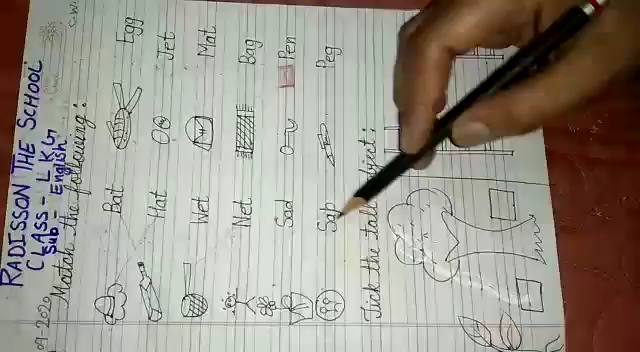 RADISSON THE SCHOOL
CLASS - L K G
Sub - English
09-2020
Match the following :
Bat Egg
Hat Jet
Wet Mat
Net Bag
Sad Pen
Sap Peg
Tick the tall object :